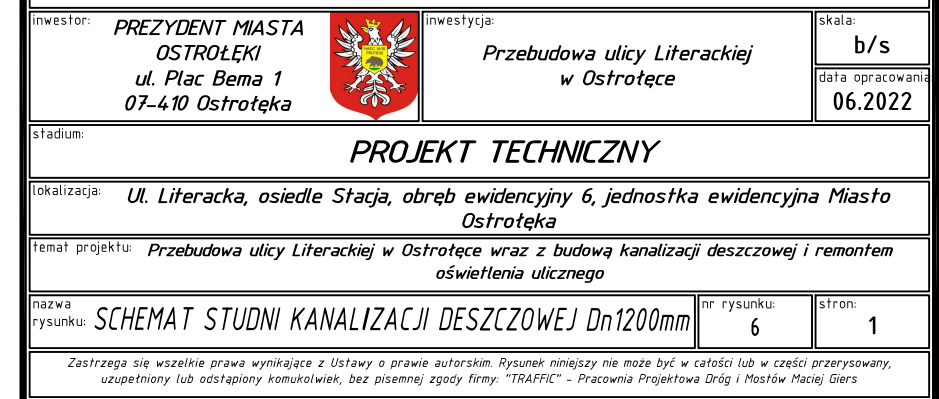 inwestor:
PREZYDENT MIASTA
OSTROŁĘKI
ul. Plac Bema 1
07-410 Ostrołęka
inwestycja:
Przebudowa ulicy Literackiej
w Ostrołęce
skala:
b/s
data opracowania
06.2022
stadium:
PROJEKT TECHNICZNY
lokalizacja:
Ul. Literacka, osiedle Stacja, obręb ewidencyjny 6, jednostka ewidencyjna Miasto
Ostrołęka
temat projektu:
Przebudowa ulicy Literackiej w Ostrołęce wraz z budową kanalizacji deszczowej i remontem
oświetlenia ulicznego
nazwa
rysunku:
SCHEMAT STUDNI KANALIZACJI DESZCZOWEJ Dn1200mm
nr rysunku:
6
stron:
1
Zastrzega się wszelkie prawa wynikające z Ustawy o prawie autorskim. Rysunek niniejszy nie może być w całości lub w części przerysowany,
uzupełniony lub odstąpiony komukolwiek, bez pisemnej zgody firmy: "TRAFFIC" - Pracownia Projektowa Dróg i Mostów Maciej Giers